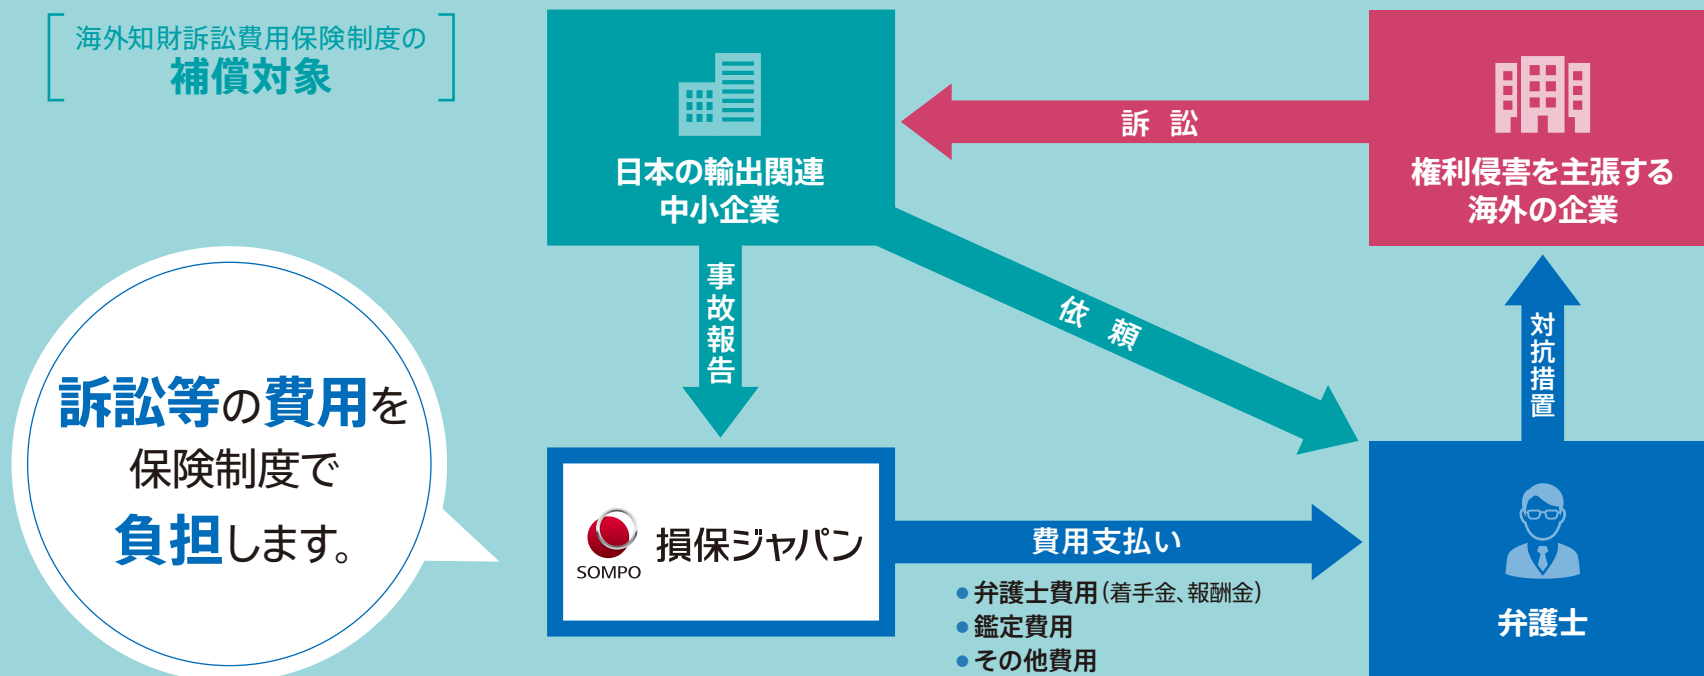 海外知財訴訟費用保険制度の
補償対象
日本の輸出関連
中小企業
訴訟
権利侵害を主張する
海外の企業
事故報告
依頼
対抗措置
訴訟等の費用を
保険制度で
負担します。
SOMPO
損保ジャパン
費用支払い
●弁護士費用(着手金、報酬金)
●鑑定費用
●その他費用
弁護士